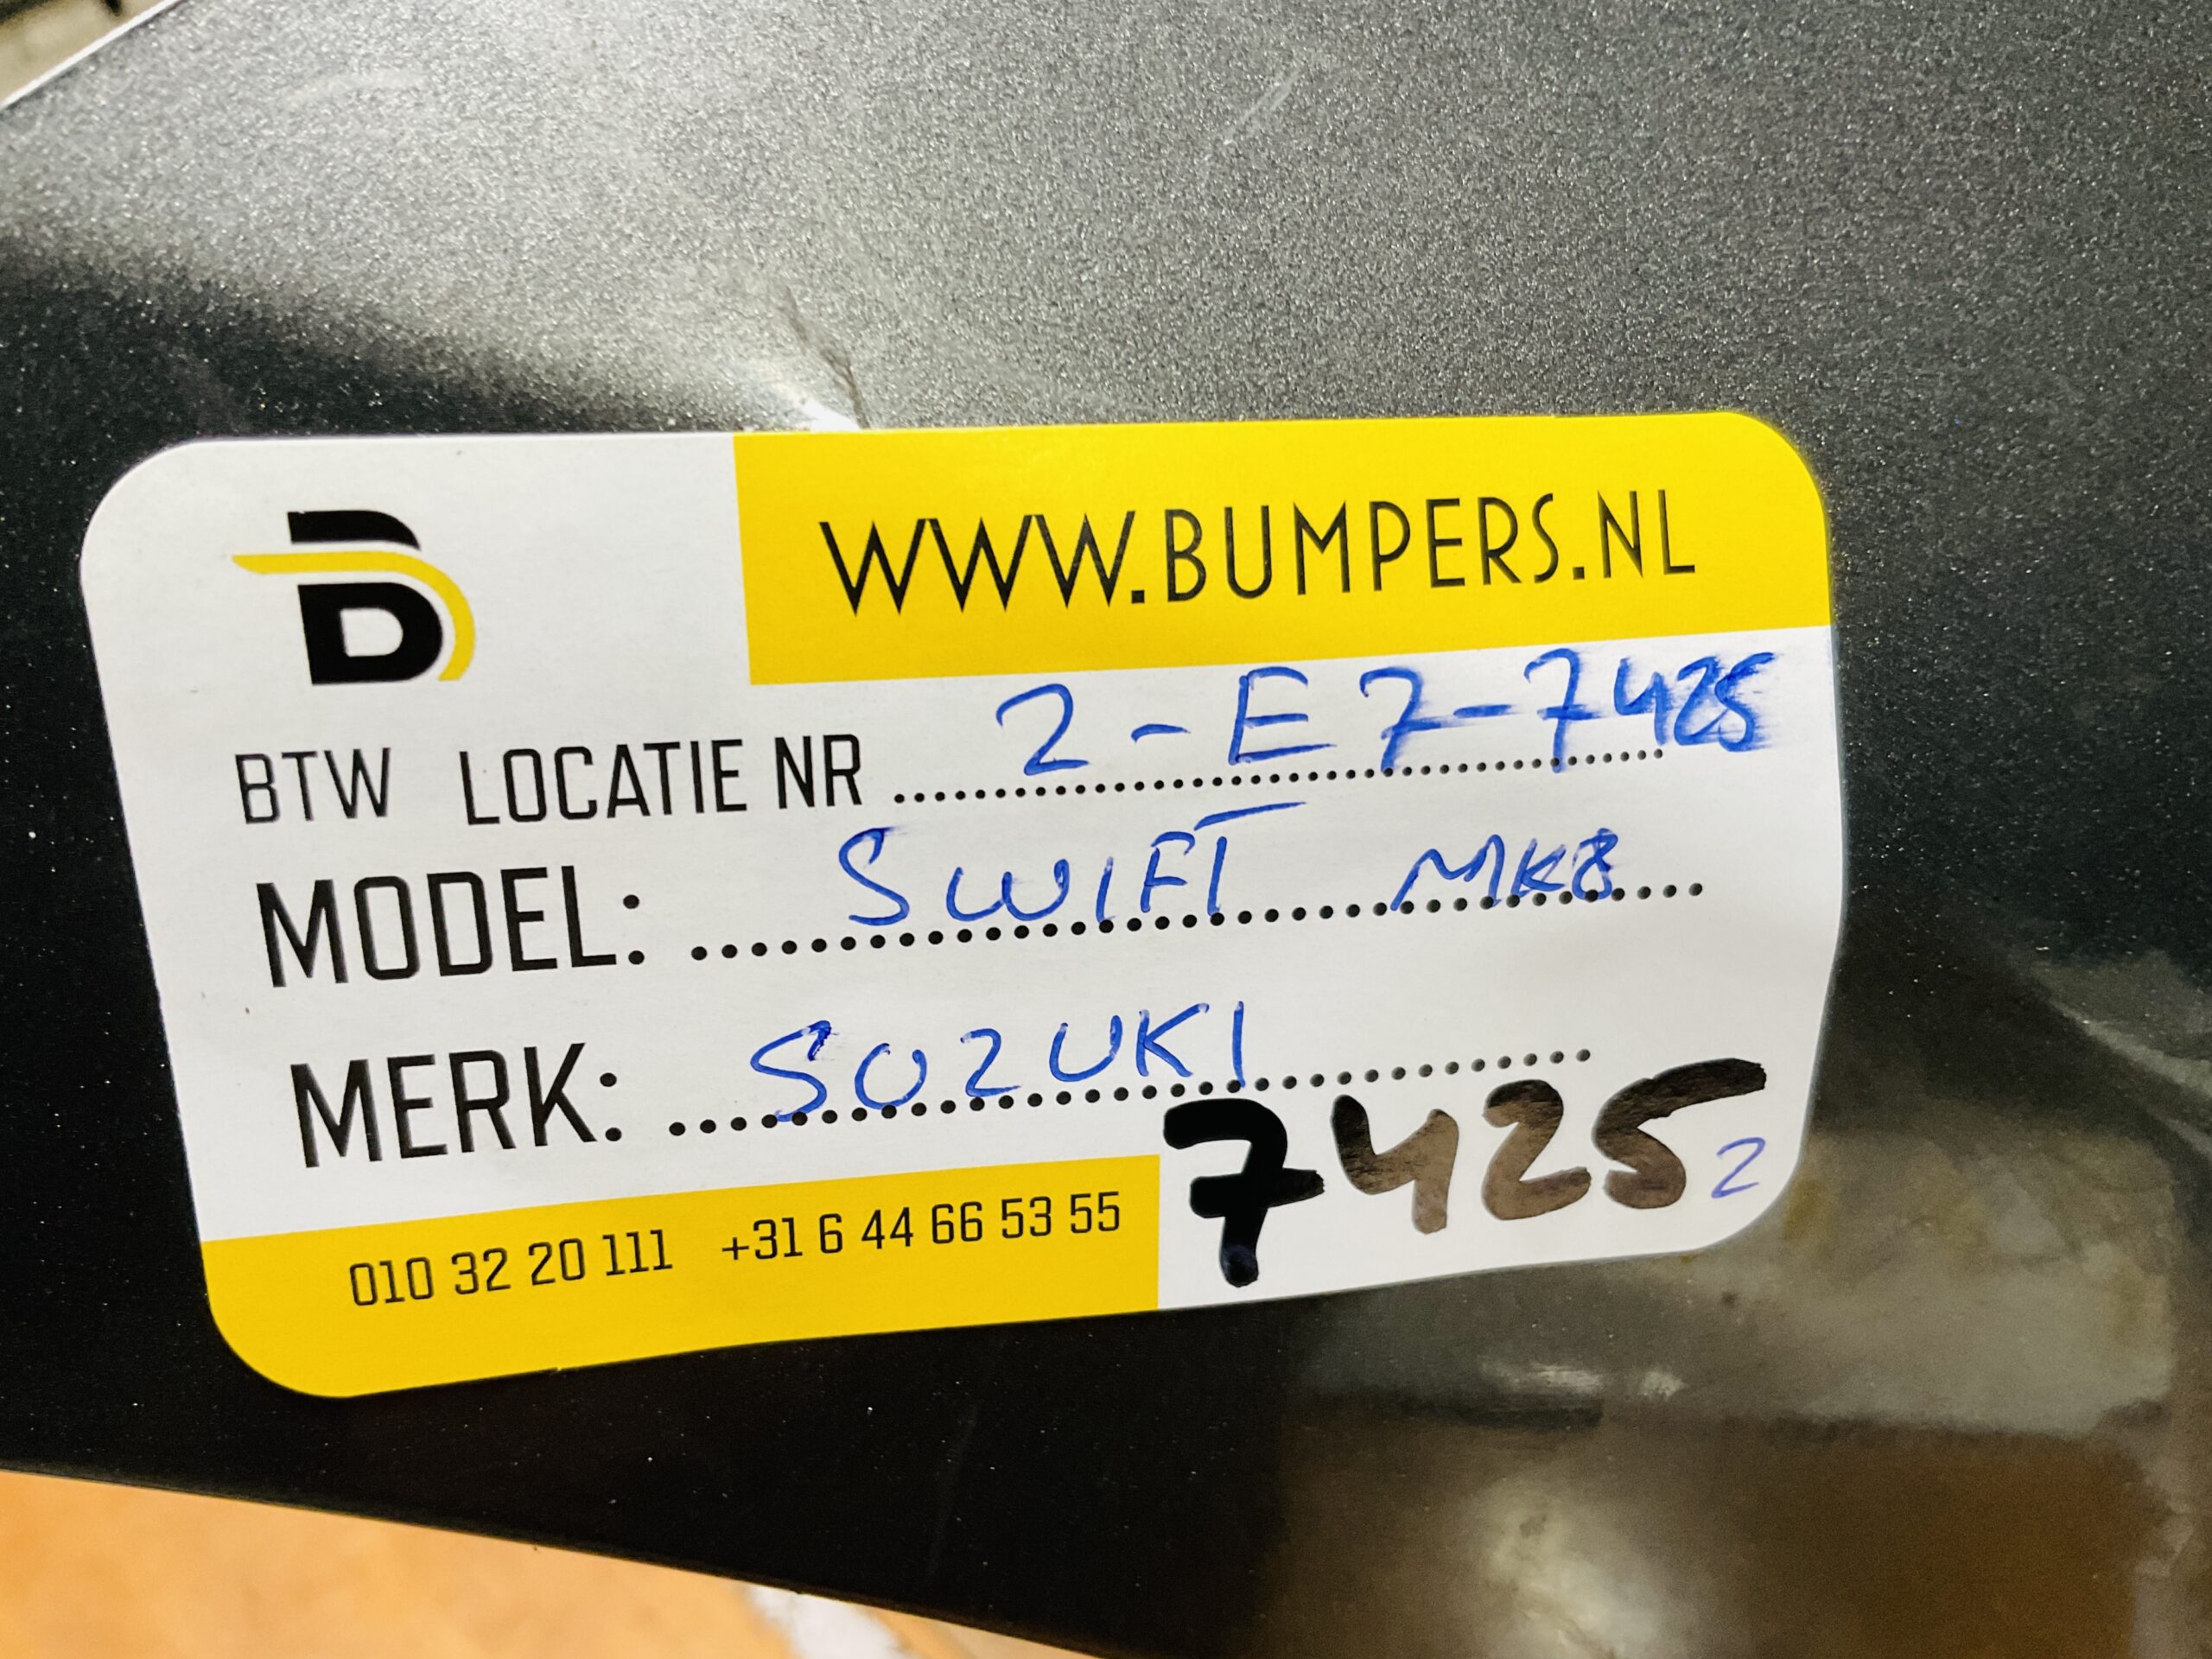 B
WWW.BUMPERS.NL
BTW LOCATIE NR 2-E7-7425
MODEL: SWIFT MK8
MERK: SUZUKI
7425 2
010 32 20 111 +31 6 44 66 53 55